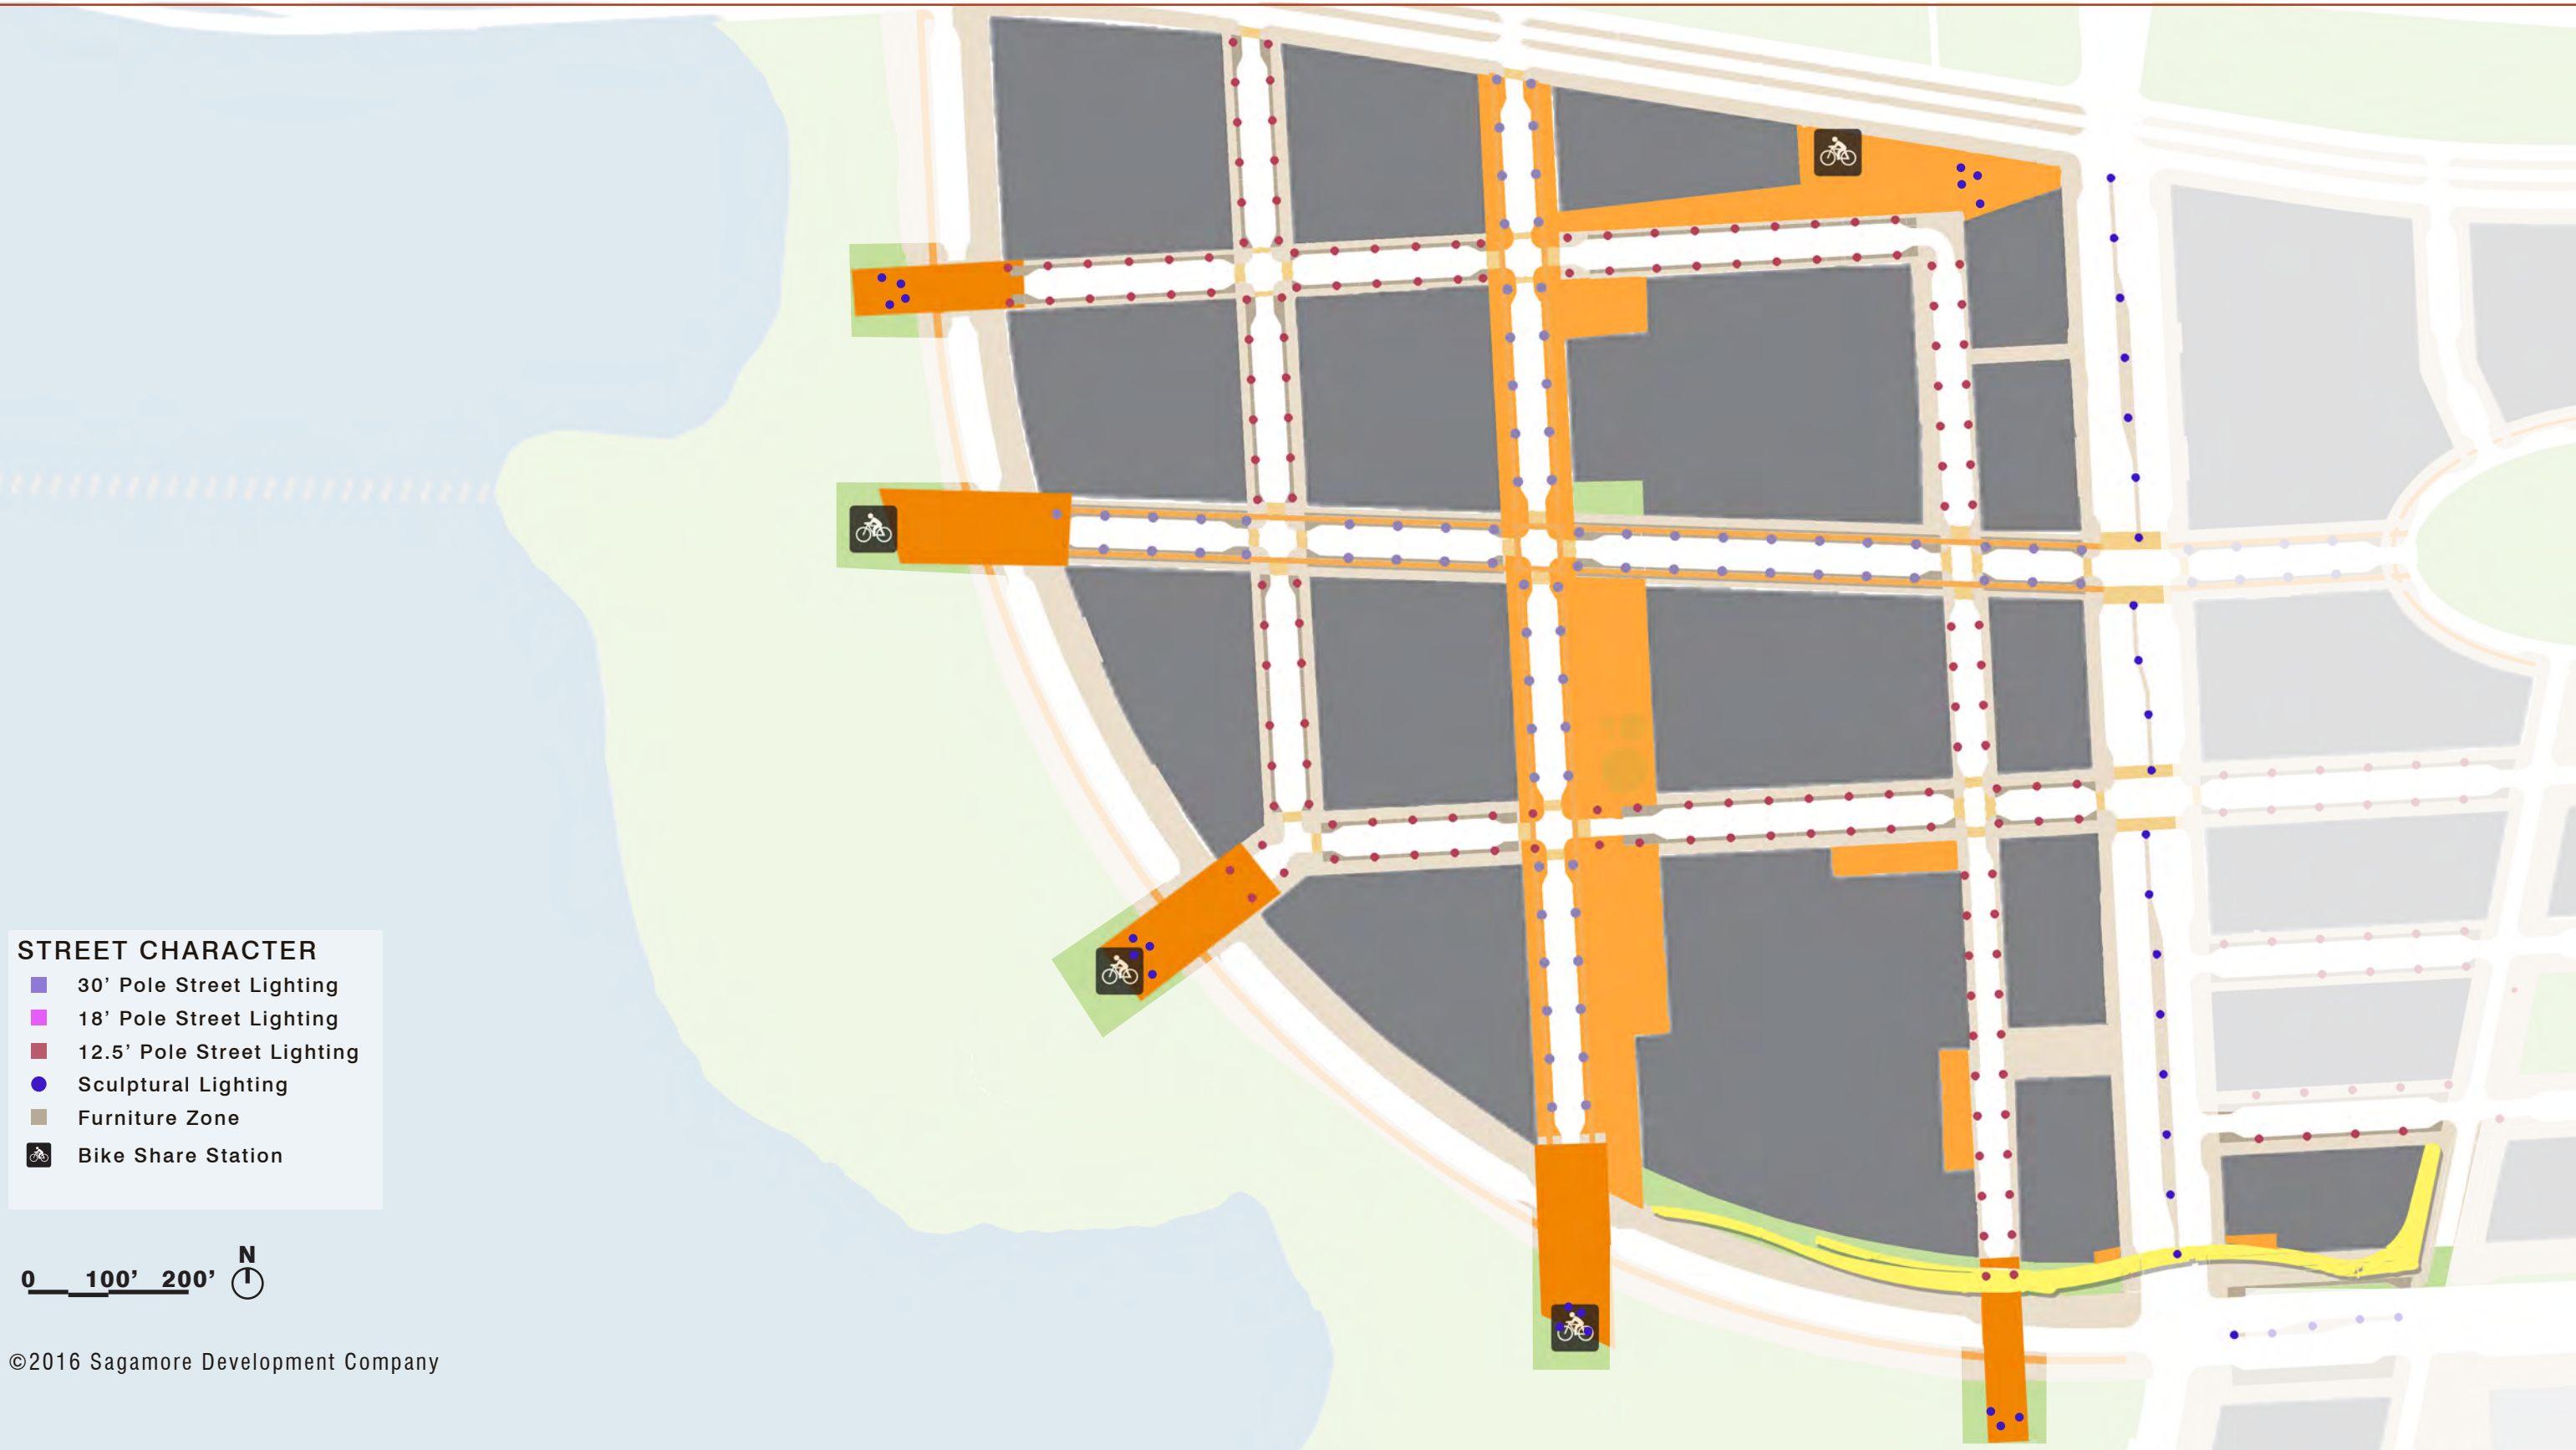 STREET CHARACTER
30’ Pole Street Lighting
18’ Pole Street Lighting
12.5’ Pole Street Lighting
Sculptural Lighting
Furniture Zone
Bike Share Station
0 100’ 200’ N
©2016 Sagamore Development Company